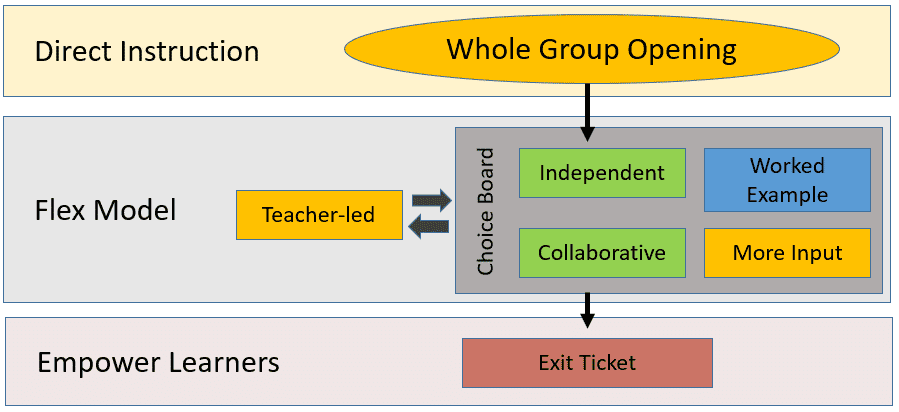 Direct Instruction
Whole Group Opening
Flex Model
Teacher-led
Choice Board
Independent
Worked
Example
Collaborative
More Input
Empower Learners
Exit Ticket